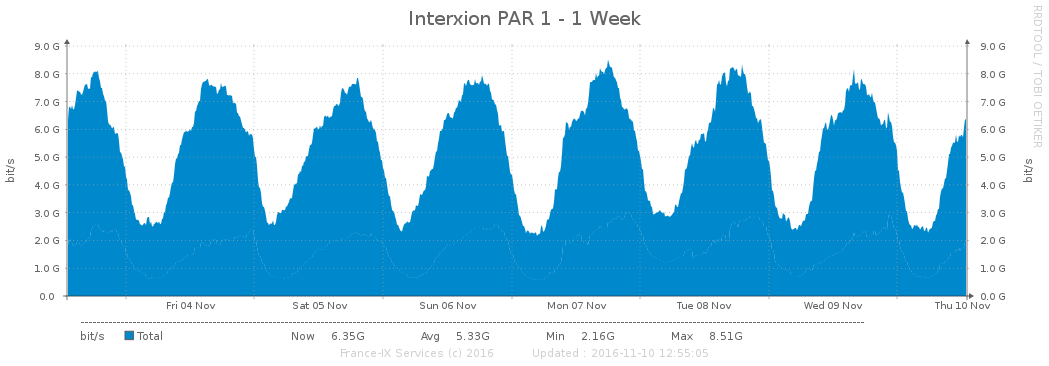 Interxion PAR 1 - 1 Week
RRDTOOL / TOBI OETIKER
9.0 G 9.0 G
8.0 G 8.0 G
7.0 G 7.0 G
6.0 G 6.0 G
5.0 G 5.0 G
4.0 G 4.0 G
3.0 G 3.0 G
2.0 G 2.0 G
1.0 G 1.0 G
0.0 0.0 G
bit/s
bit/s
Fri 04 Nov Sat 05 Nov Sun 06 Nov Mon 07 Nov Tue 08 Nov Wed 09 Nov Thu 10 Nov
bit/s Total Now 6.35G Avg 5.33G Min 2.16G Max 8.51G
France-IX Services (c) 2016 Updated : 2016-11-10 12:55:05